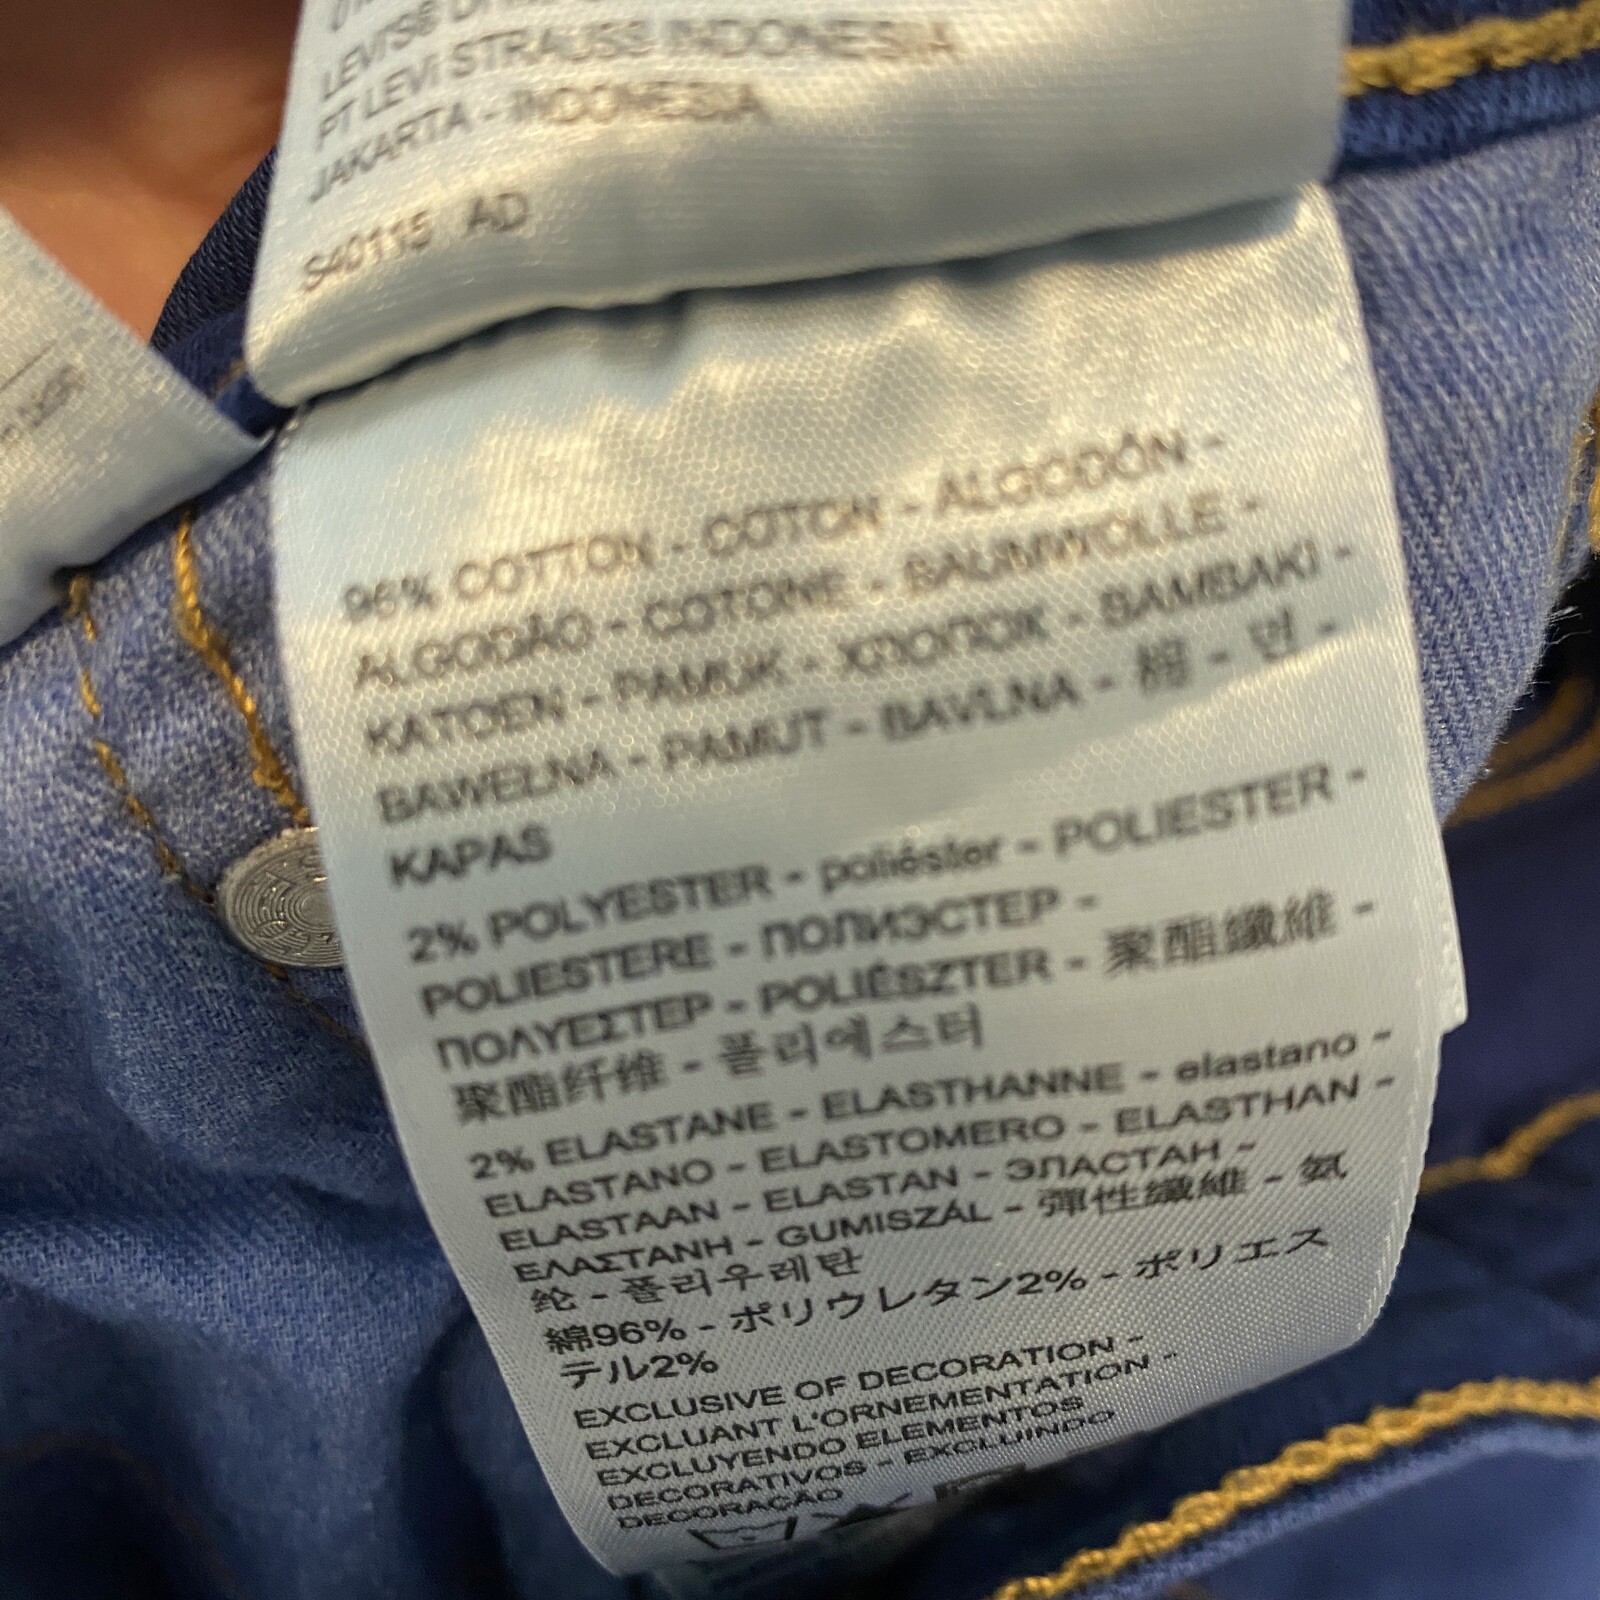 LEVI'S® DI
PT LEVI STRAUSS INDONESIA
JAKARTA - INDONESIA
S40115 AD
96% COTTON - COTON - ALGODÓN -
ALGODÃO - COTONE - BAUMWOLLE -
KATOEN - PAMUK - ХЛОПОК - BAMBAKI -
BAWEŁNA - PAMUT - BAVLNA - 棉 - 면 -
KAPAS
2% POLYESTER - poliéster - POLIESTER -
POLIESTERE - ПОЛИЭСТЕР -
ΠΟΛΥΕΣΤΕΡ - POLIÉSZTER - 聚酯纖維 -
聚酯纤维 - 폴리에스터
2% ELASTANE - ELASTHANNE - elastano -
ELASTANO - ELASTOMERO - ELASTHAN -
ELASTAAN - ELASTAN - ЭЛАСТАН -
ΕΛΑΣΤΑΝΗ - GUMISZÁL - 彈性纖維 - 氨
纶 - 폴리우레탄
綿96% - ポリウレタン2% - ポリエス
テル2%
EXCLUSIVE OF DECORATION -
EXCLUANT L'ORNEMENTATION -
EXCLUYENDO ELEMENTOS
DECORATIVOS - EXCLUINDO
DECORAÇÃO